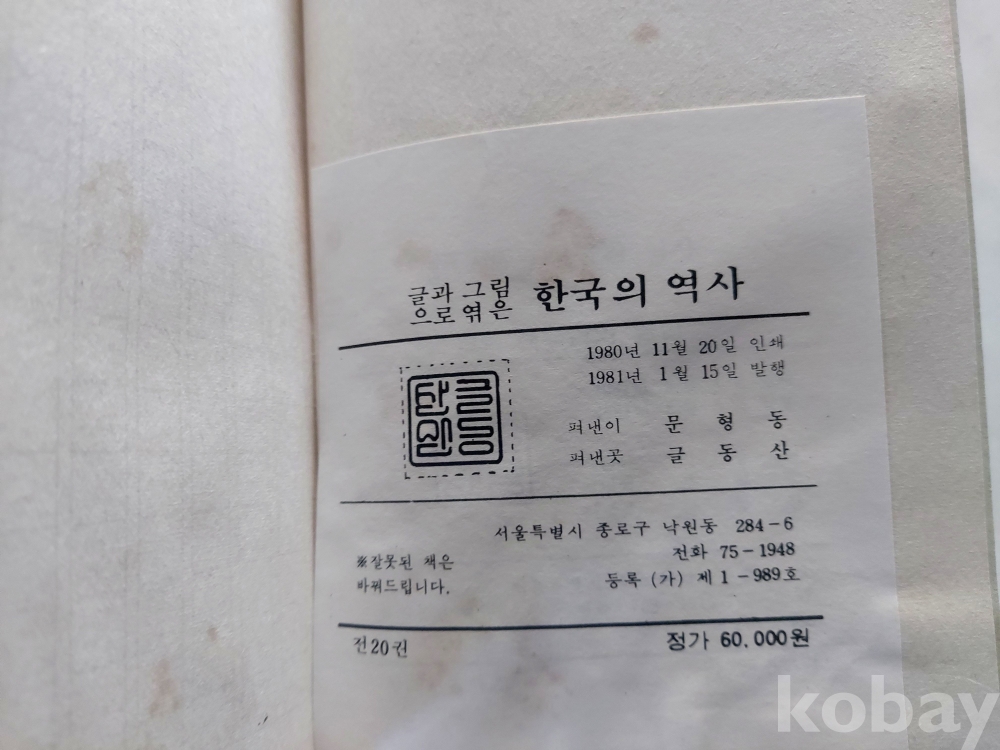 글과 그림
으로 엮은 한국의 역사
1980년 11월 20일 인쇄
1981년 1월 15일 발행
펴낸이 문 형 동
펴낸곳 글 동 산
서울특별시 종로구 낙원동 284-6
전화 75-1948
※잘못된 책은
바꿔드립니다.
등록 (가) 제1-989호
전20권
정가 60,000원
kobay